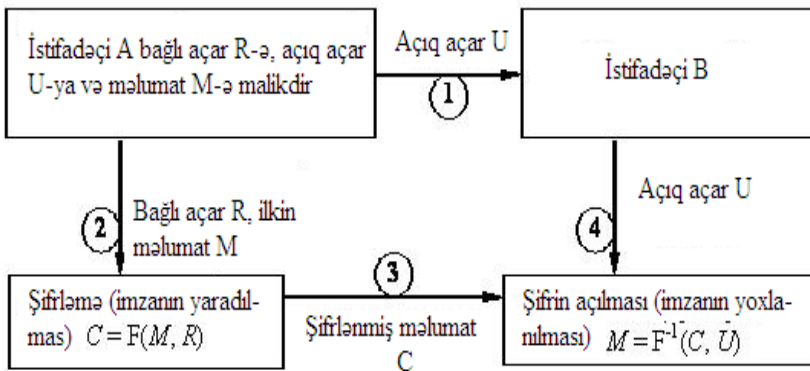 İstifadəçi A bağlı açar R-ə, açıq açar
U-ya və məlumat M-ə malikdir
Açıq açar U
1
İstifadəçi B
2
Bağlı açar R, ilkin
məlumat M
4
Açıq açar U
3
Şifrləmə (imzanın yaradıl-
mas) C = F(M, R)
Şifrlənmiş məlumat
C
Şifrin açılması (imzanın yoxla-
nılması) M = F⁻¹(C, U)